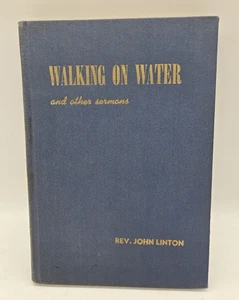 WALKING ON WATER
and other sermons
REV. JOHN LINTON